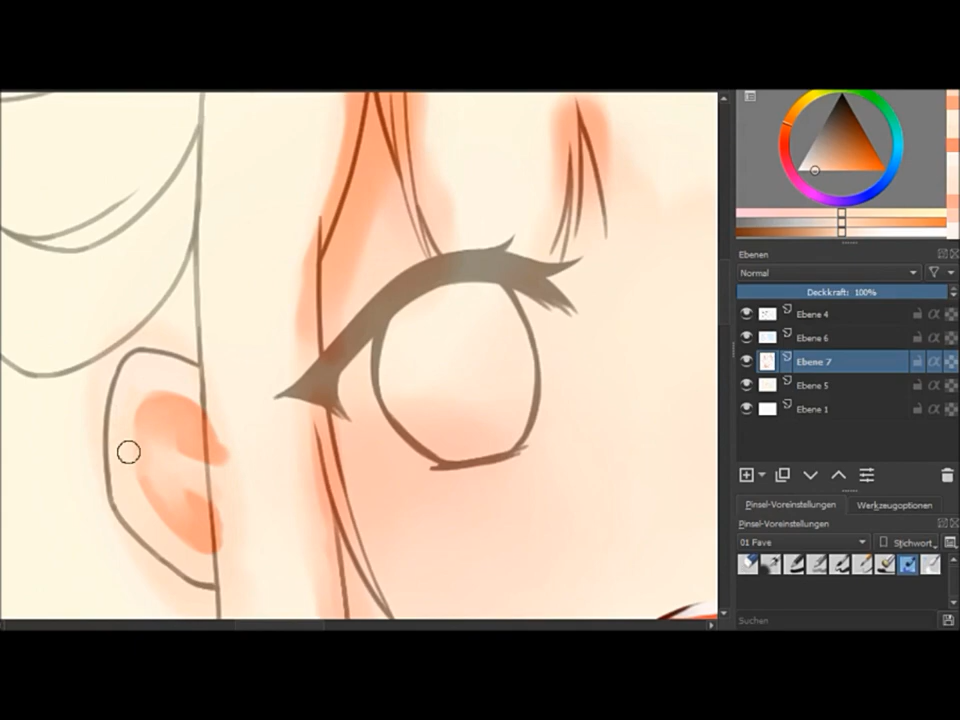 Ebenen
Normal
Deckkraft: 100%
Ebene 4
Ebene 6
Ebene 7
Ebene 5
Ebene 1
Pinsel-Voreinstellungen
Werkzeugoptionen
Pinsel-Voreinstellungen
01 Fave
Stichwort
Suchen